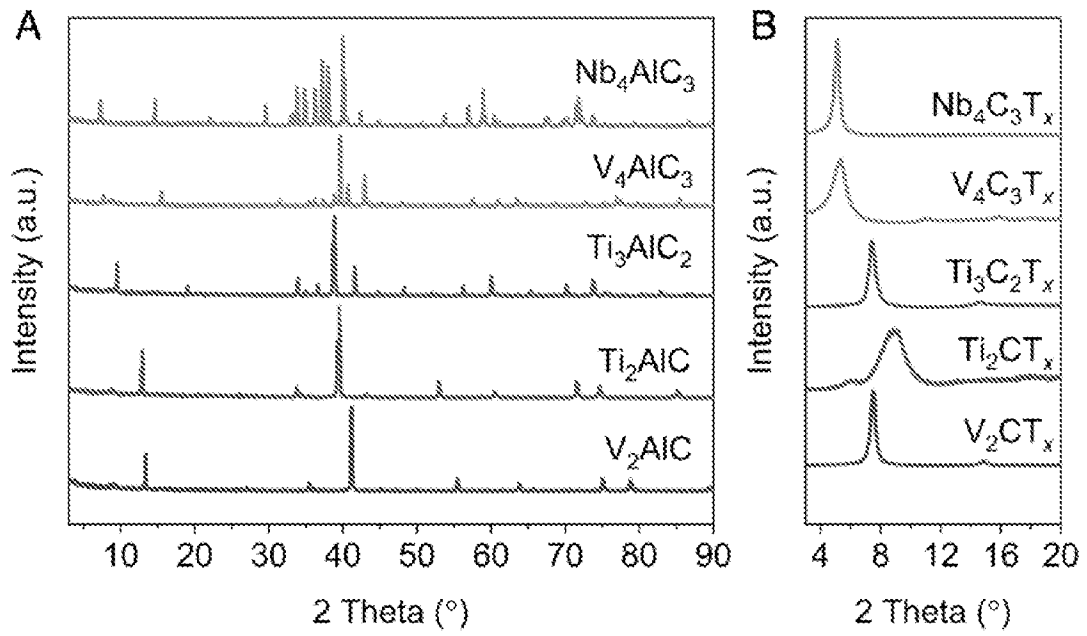 A
Intensity (a.u.)
Nb₄AlC₃
V₄AlC₃
Ti₃AlC₂
Ti₂AlC
V₂AlC
10 20 30 40 50 60 70 80 90
2 Theta (°)
B
Intensity (a.u.)
Nb₄C₃Tₓ
V₄C₃Tₓ
Ti₃C₂Tₓ
Ti₂CTₓ
V₂CTₓ
4 8 12 16 20
2 Theta (°)